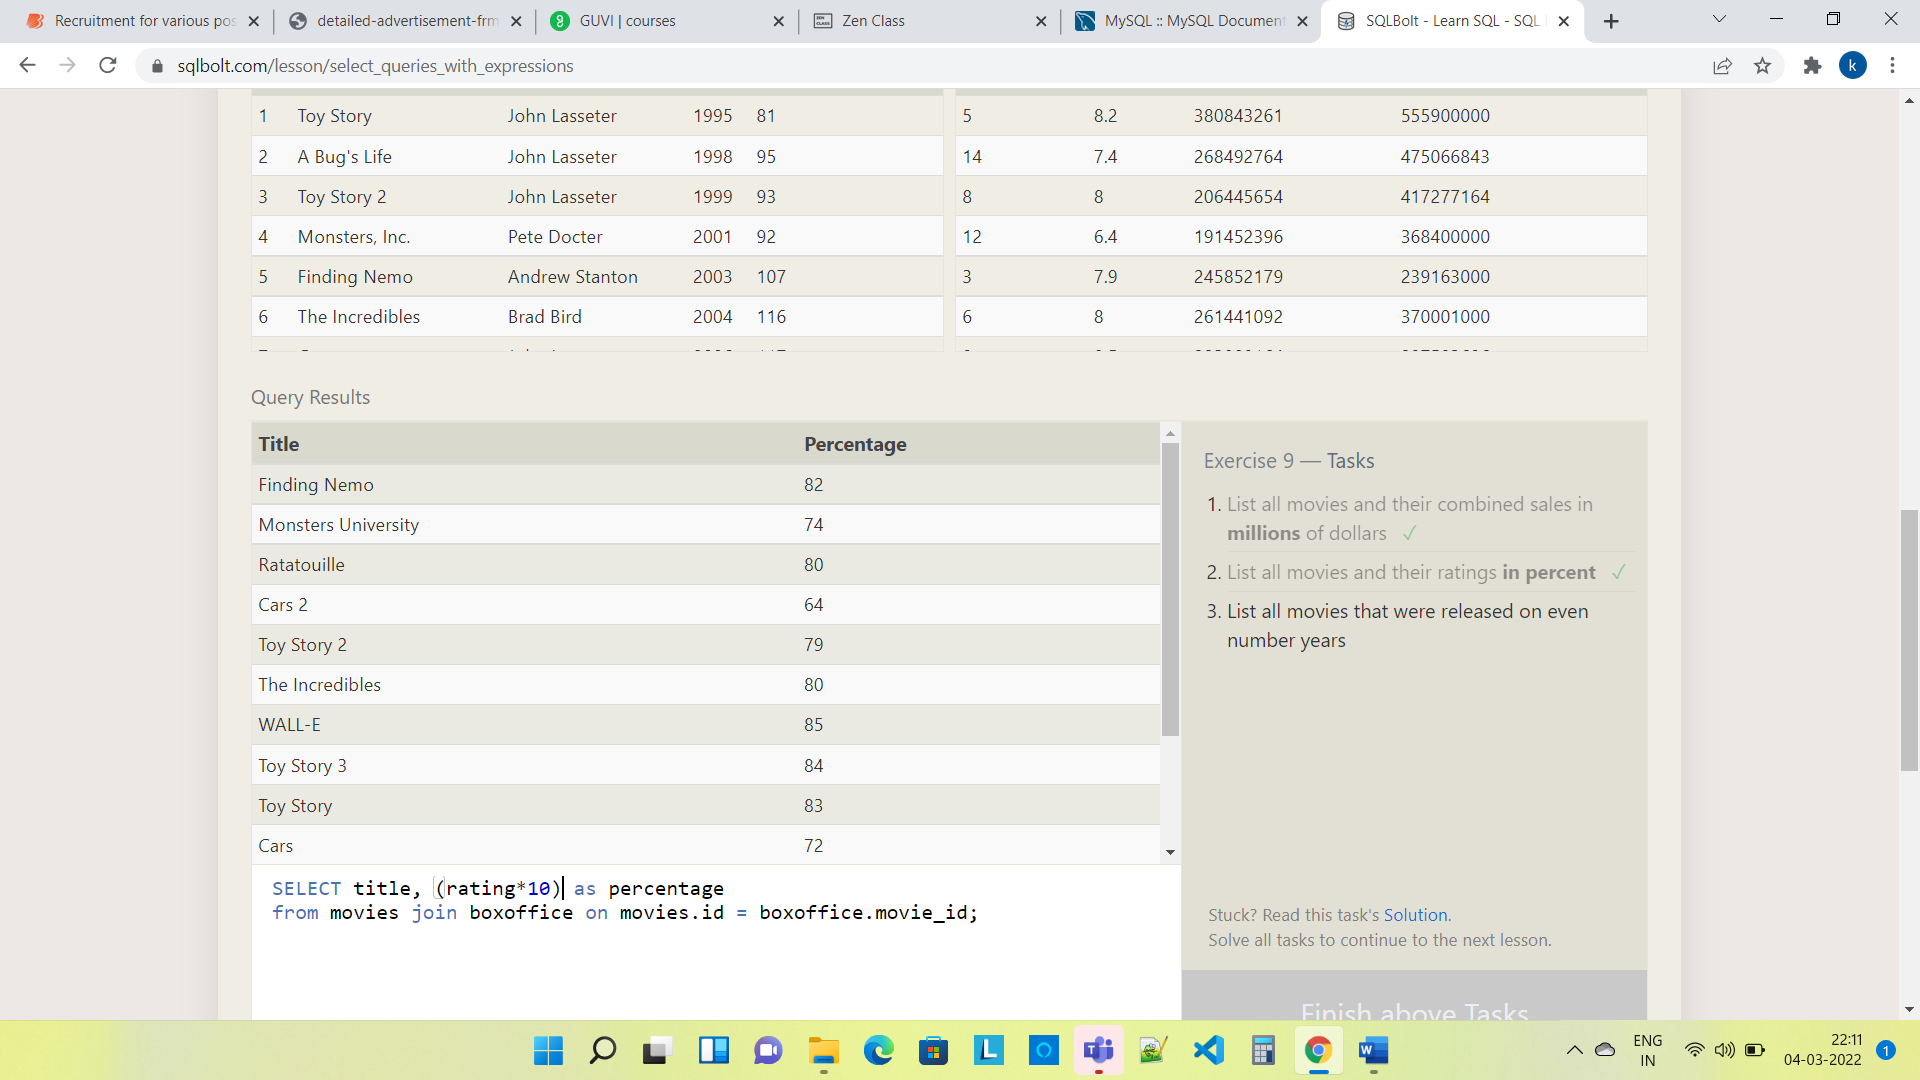 Recruitment for various pos
detailed-advertisement-frm
GUVI | courses
Zen Class
MySQL :: MySQL Document
SQLBolt - Learn SQL - SQL
sqlbolt.com/lesson/select_queries_with_expressions
k
1 Toy Story John Lasseter 1995 81 5 8.2 380843261 555900000
2 A Bug's Life John Lasseter 1998 95 14 7.4 268492764 475066843
3 Toy Story 2 John Lasseter 1999 93 8 8 206445654 417277164
4 Monsters, Inc. Pete Docter 2001 92 12 6.4 191452396 368400000
5 Finding Nemo Andrew Stanton 2003 107 3 7.9 245852179 239163000
6 The Incredibles Brad Bird 2004 116 6 8 261441092 370001000
Query Results
Title Percentage
Finding Nemo 82
Monsters University 74
Ratatouille 80
Cars 2 64
Toy Story 2 79
The Incredibles 80
WALL-E 85
Toy Story 3 84
Toy Story 83
Cars 72
Exercise 9 — Tasks
1. List all movies and their combined sales in
millions of dollars ✓
2. List all movies and their ratings in percent ✓
3. List all movies that were released on even
number years
SELECT title, (rating*10) as percentage
from movies join boxoffice on movies.id = boxoffice.movie_id;
Stuck? Read this task's Solution.
Solve all tasks to continue to the next lesson.
Finish above Tasks
ENG
IN
22:11
04-03-2022
1